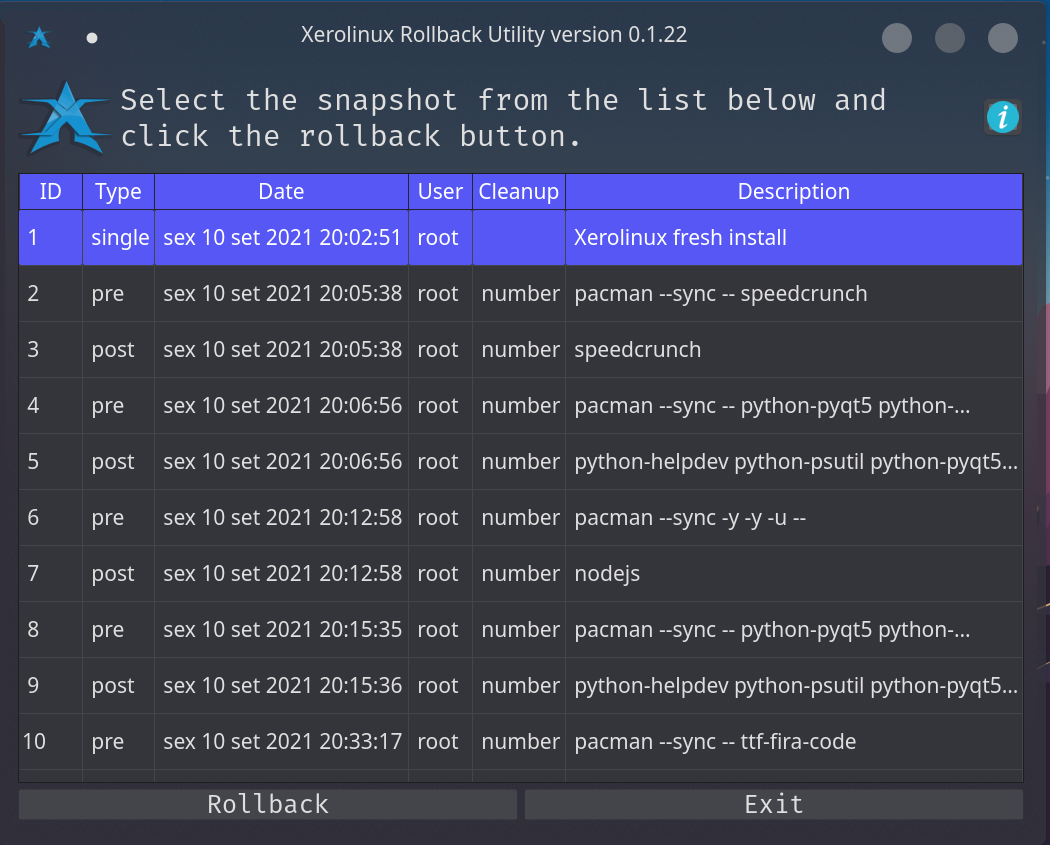 Xerolinux Rollback Utility version 0.1.22
Select the snapshot from the list below and
click the rollback button.
i
ID Type Date User Cleanup Description
1 single sex 10 set 2021 20:02:51 root Xerolinux fresh install
2 pre sex 10 set 2021 20:05:38 root number pacman --sync -- speedcrunch
3 post sex 10 set 2021 20:05:38 root number speedcrunch
4 pre sex 10 set 2021 20:06:56 root number pacman --sync -- python-pyqt5 python-...
5 post sex 10 set 2021 20:06:56 root number python-helpdev python-psutil python-pyqt5...
6 pre sex 10 set 2021 20:12:58 root number pacman --sync -y -y -u --
7 post sex 10 set 2021 20:12:58 root number nodejs
8 pre sex 10 set 2021 20:15:35 root number pacman --sync -- python-pyqt5 python-...
9 post sex 10 set 2021 20:15:36 root number python-helpdev python-psutil python-pyqt5...
10 pre sex 10 set 2021 20:33:17 root number pacman --sync -- ttf-fira-code
Rollback Exit